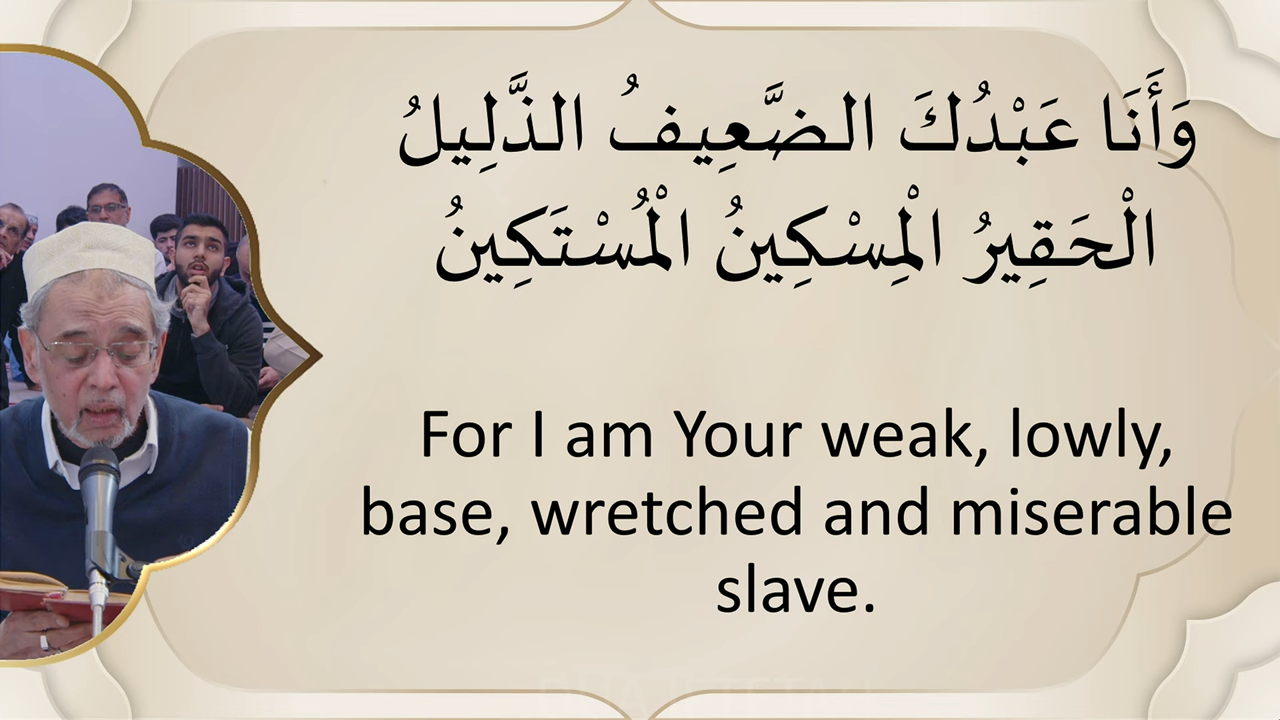 وَأَنَا عَبْدُكَ الضَّعِيفُ الذَّلِيلُ
الْحَقِيرُ الْمِسْكِينُ الْمُسْتَكِينُ
For I am Your weak, lowly,
base, wretched and miserable
slave.